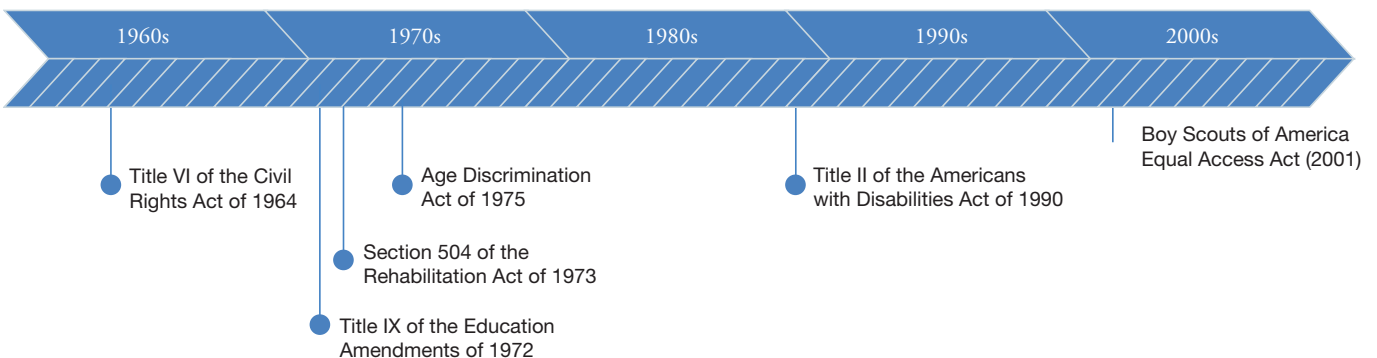 1960s
1970s
1980s
1990s
2000s
Title VI of the Civil
Rights Act of 1964
Age Discrimination
Act of 1975
Title II of the Americans
with Disabilities Act of 1990
Boy Scouts of America
Equal Access Act (2001)
Section 504 of the
Rehabilitation Act of 1973
Title IX of the Education
Amendments of 1972